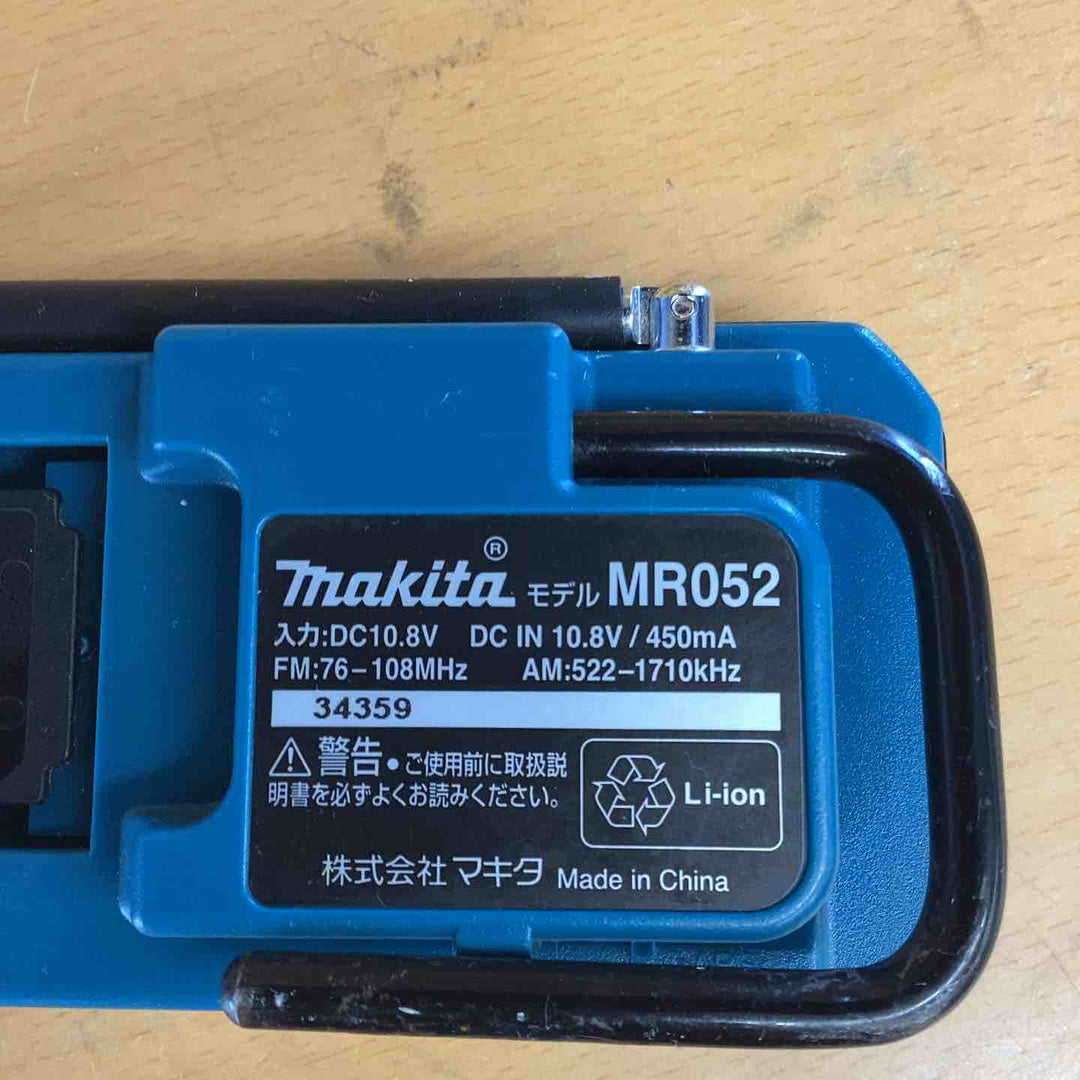 makita® モデル MR052
入力:DC10.8V DC IN 10.8V / 450mA
FM:76-108MHz AM:522-1710kHz
34359
警告・ご使用前に取扱説
明書を必ずよくお読みください。
Li-ion
株式会社 マキタ Made in China